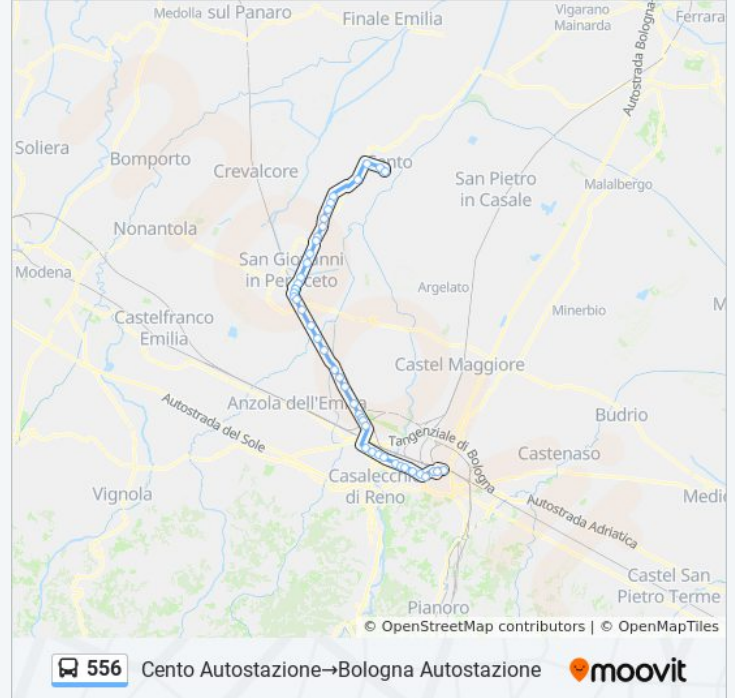 Medolla sul Panaro
Finale Emilia
Vigarano
Mainarda
Ferrara
Autostrada Bologna
Soliera
Bomporto
Crevalcore
San Pietro
in Casale
Malalbergo
Nonantola
San Giovanni
in Persiceto
Modena
Argelato
Minerbio
M
Castelfranco
Emilia
Castel Maggiore
Anzola dell'Emilia
Autostrada del Sole
Tangenziale di Bologna
Budrio
Castenaso
Casalecchio
di Reno
Vignola
Medic
Autostrada Adriatica
Castel San
Pietro Terme
Pianoro
© OpenStreetMap contributors | © OpenMapTiles
556 Cento Autostazione→Bologna Autostazione moovit